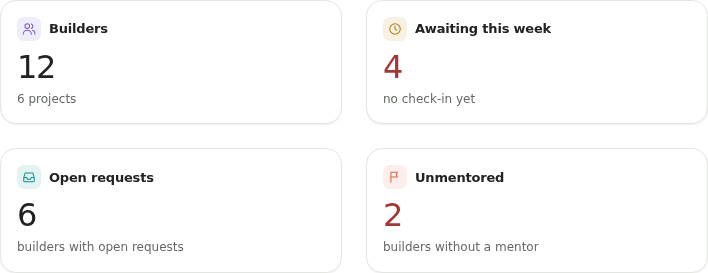 Builders
12
6 projects
Awaiting this week
4
no check-in yet
Open requests
6
builders with open requests
Unmentored
2
builders without a mentor